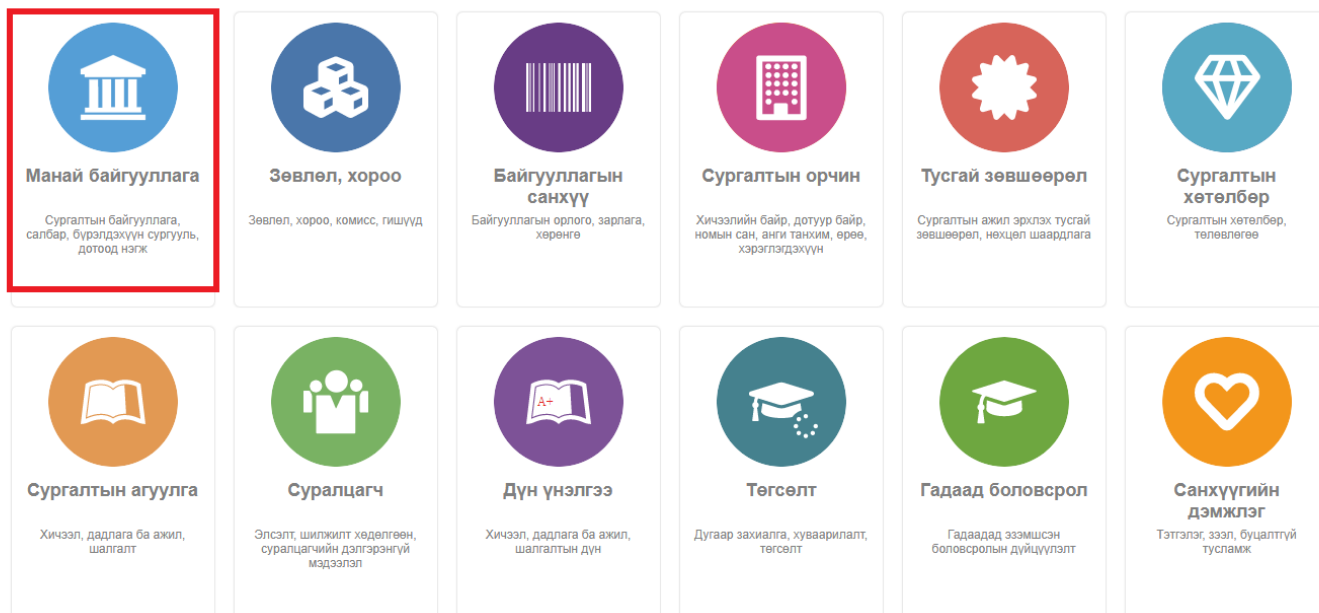 Манай байгууллага
Сургалтын байгууллага,
салбар, бүрэлдэхүүн сургууль,
дотоод нэгж
Зөвлөл, хороо
Зөвлөл, хороо, комисс, гишүүд
Байгууллагын
санхүү
Байгууллагын орлого, зарлага,
хөрөнгө
Сургалтын орчин
Хичээлийн байр, дотуур байр,
номын сан, анги танхим, өрөө,
хэрэглэгдэхүүн
Тусгай зөвшөөрөл
Сургалтын ажил эрхлэх тусгай
зөвшөөрөл, нөхцөл шаардлага
Сургалтын
хөтөлбөр
Сургалтын хөтөлбөр,
төлөвлөгөө
Сургалтын агуулга
Хичээл, дадлага ба ажил,
шалгалт
Суралцагч
Элсэлт, шилжилт хөдөлгөөн,
суралцагчийн дэлгэрэнгүй
мэдээлэл
A+
Дүн үнэлгээ
Хичээл, дадлага ба ажил,
шалгалтын дүн
Төгсөлт
Дугаар захиалга, хуваарилалт,
төгсөлт
Гадаад боловсрол
Гадаадад эзэмшсэн
боловсролын дүйцүүлэлт
Санхүүгийн
дэмжлэг
Тэтгэлэг, зээл, буцалтгүй
тусламж